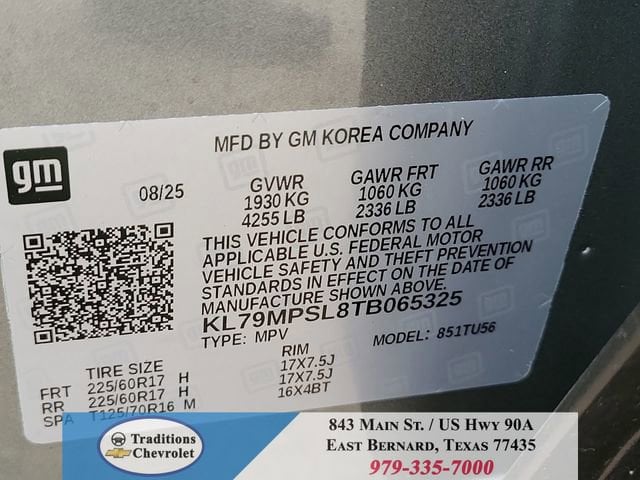 MFD BY GM KOREA COMPANY
gm
08/25
GVWR
1930 KG
4255 LB
GAWR FRT
1060 KG
2336 LB
GAWR RR
1060 KG
2336 LB
THIS VEHICLE CONFORMS TO ALL
APPLICABLE U.S. FEDERAL MOTOR
VEHICLE SAFETY AND THEFT PREVENTION
STANDARDS IN EFFECT ON THE DATE OF
MANUFACTURE SHOWN ABOVE.
KL79MPSL8TB065325
TYPE: MPV MODEL: 851TU56
TIRE SIZE RIM
FRT 225/60R17 H 17X7.5J
RR 225/60R17 H 17X7.5J
SPA T125/70R16 M 16X4BT
Traditions
Chevrolet
843 Main St. / US Hwy 90A
East Bernard, Texas 77435
979-335-7000